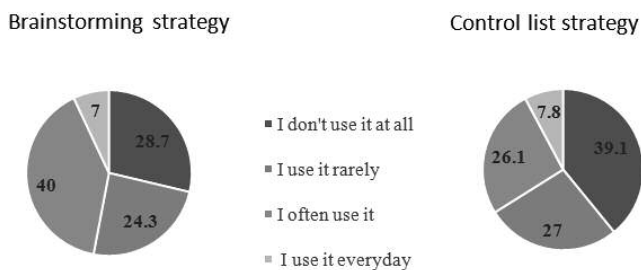 Brainstorming strategy
Control list strategy
7
28.7
40
24.3
I don't use it at all
I use it rarely
I often use it
I use it everyday
7.8
39.1
26.1
27